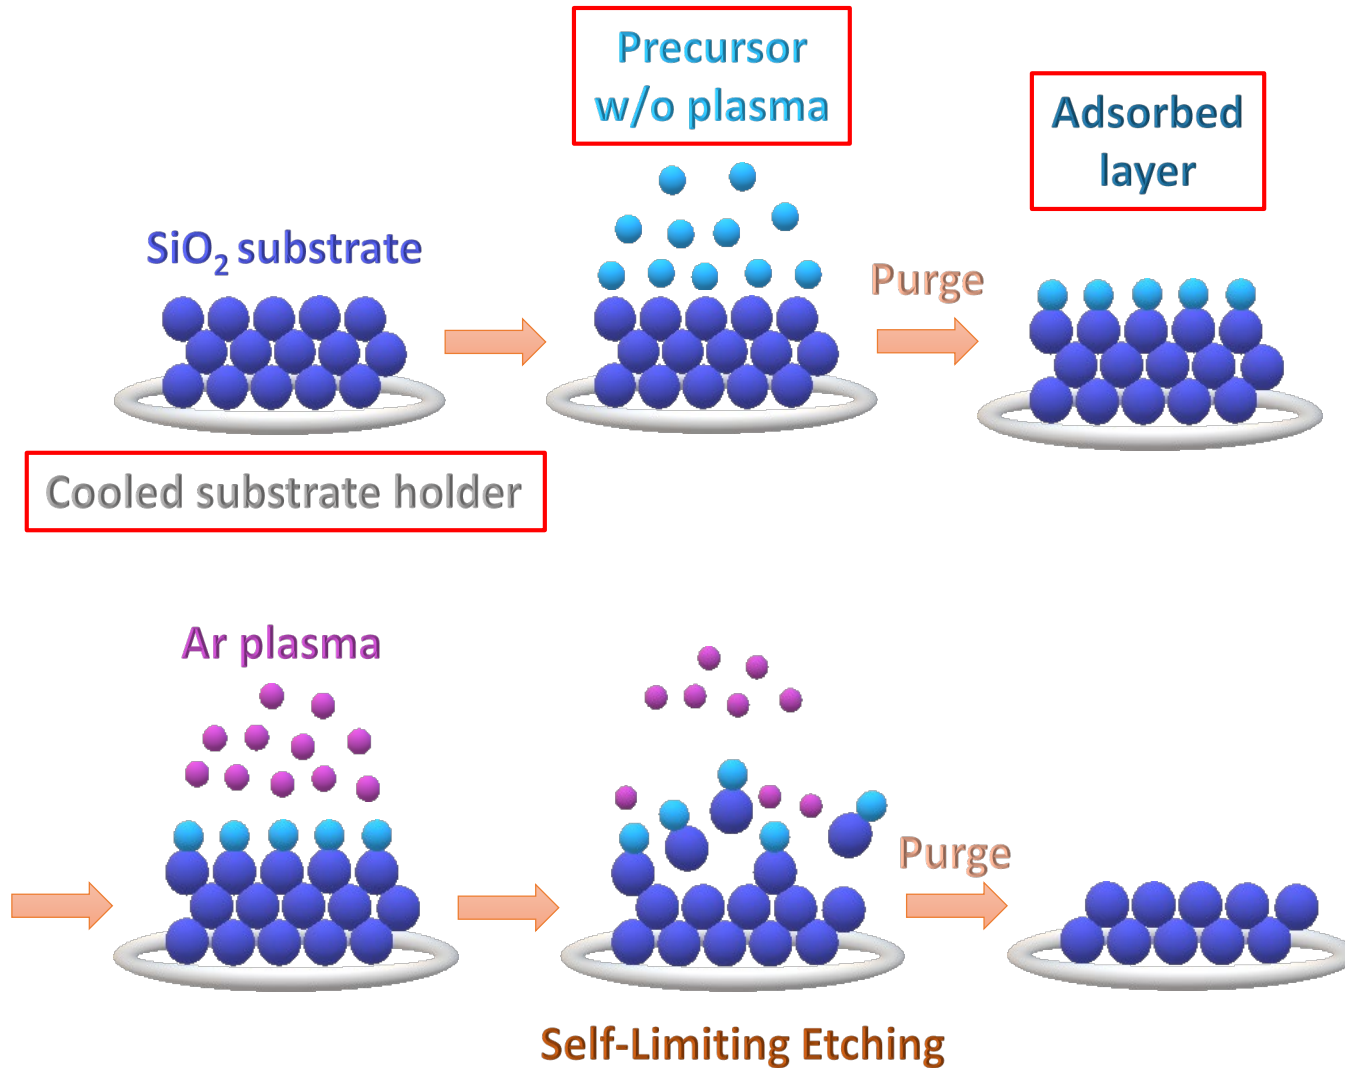 Precursor
w/o plasma
Adsorbed
layer
SiO₂ substrate
Purge
Cooled substrate holder
Ar plasma
Purge
Self-Limiting Etching